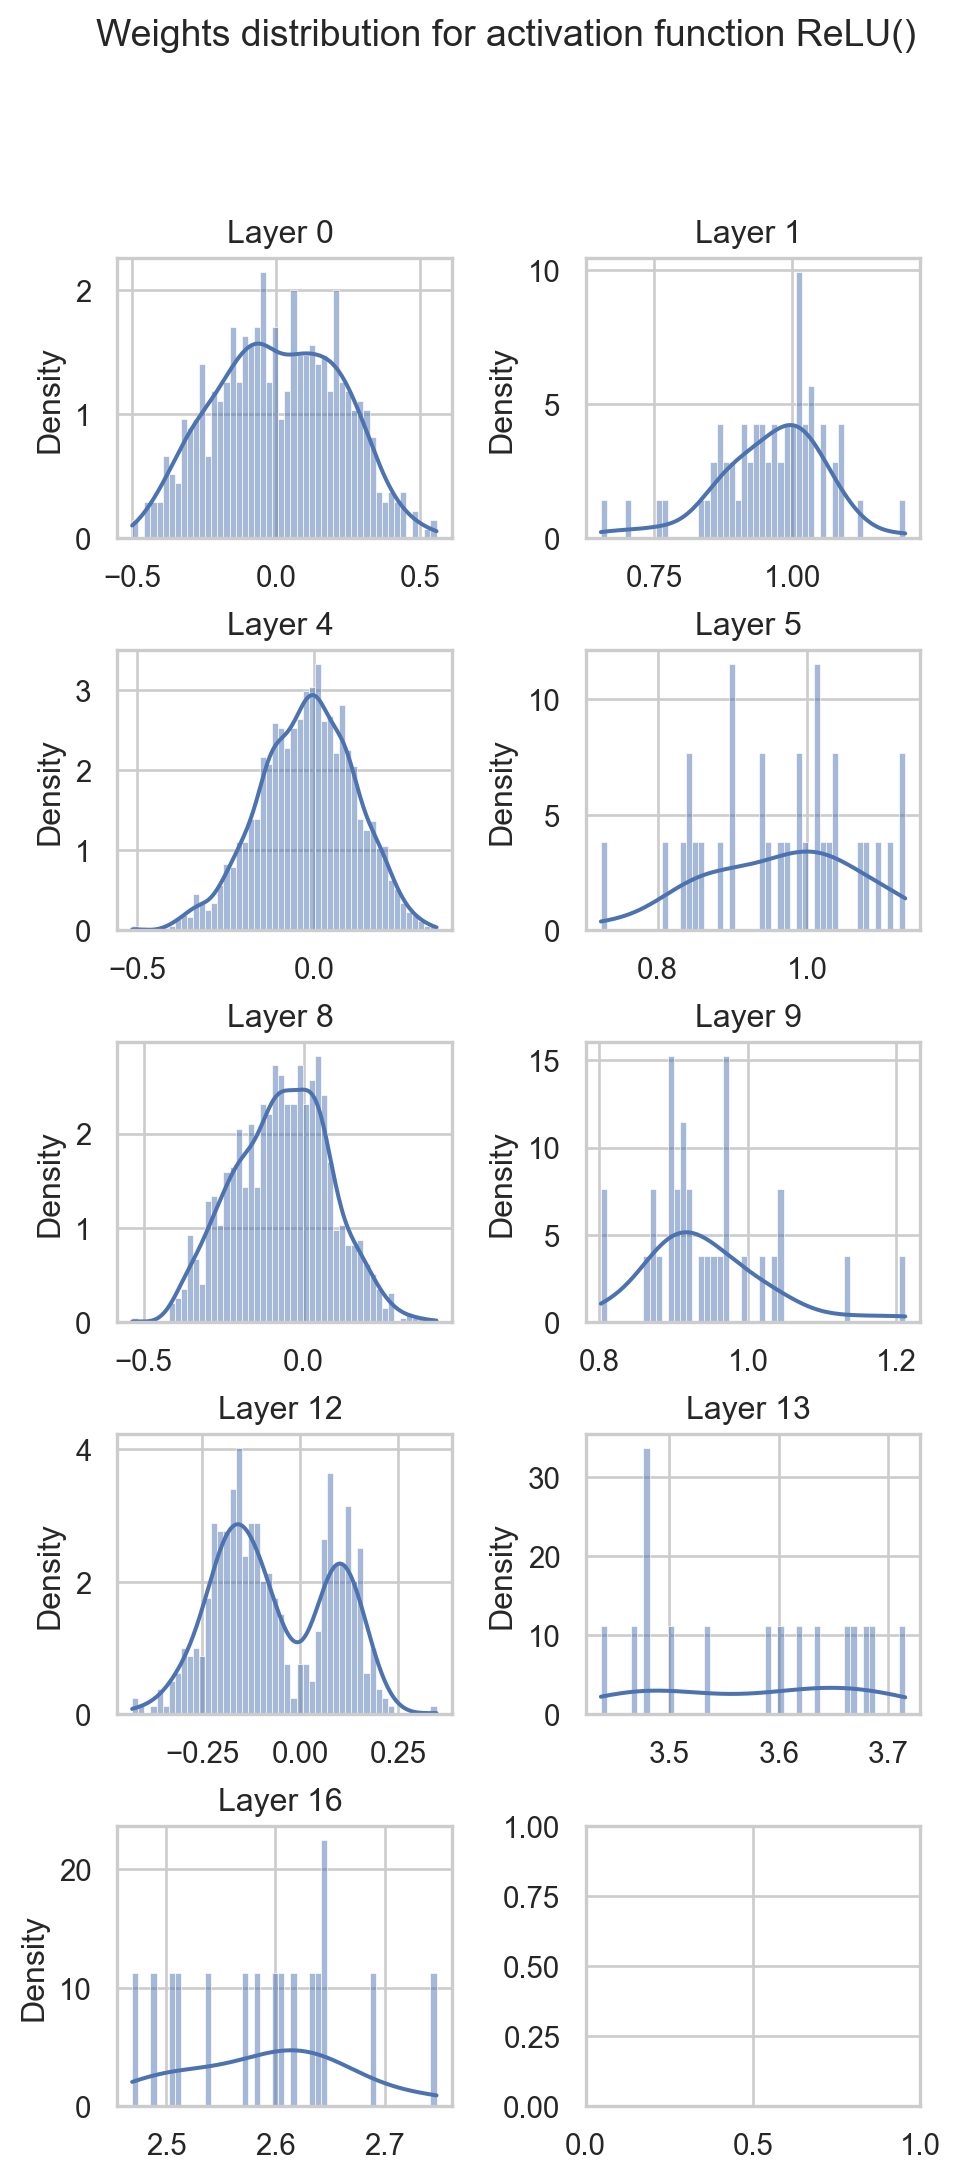 Weights distribution for activation function ReLU()
Layer 0
Density
2
1
0
−0.5 0.0 0.5
Layer 1
Density
10
5
0
0.75 1.00
Layer 4
Density
3
2
1
0
−0.5 0.0
Layer 5
Density
10
5
0
0.8 1.0
Layer 8
Density
2
1
0
−0.5 0.0
Layer 9
Density
15
10
5
0
0.8 1.0 1.2
Layer 12
Density
4
2
0
−0.25 0.00 0.25
Layer 13
Density
30
20
10
0
3.5 3.6 3.7
Layer 16
Density
20
10
0
2.5 2.6 2.7
1.00
0.75
0.50
0.25
0.00
0.0 0.5 1.0